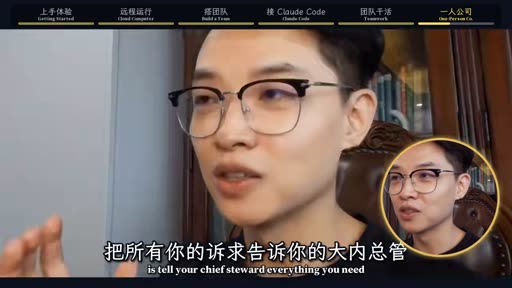 上手体验
Getting Started
远程运行
Cloud Computer
搭团队
Build a Team
接 Claude Code
Claude Code
团队干活
Teamwork
一人公司
One-Person Co.
把所有你的诉求告诉你的大内总管
is tell your chief steward everything you need